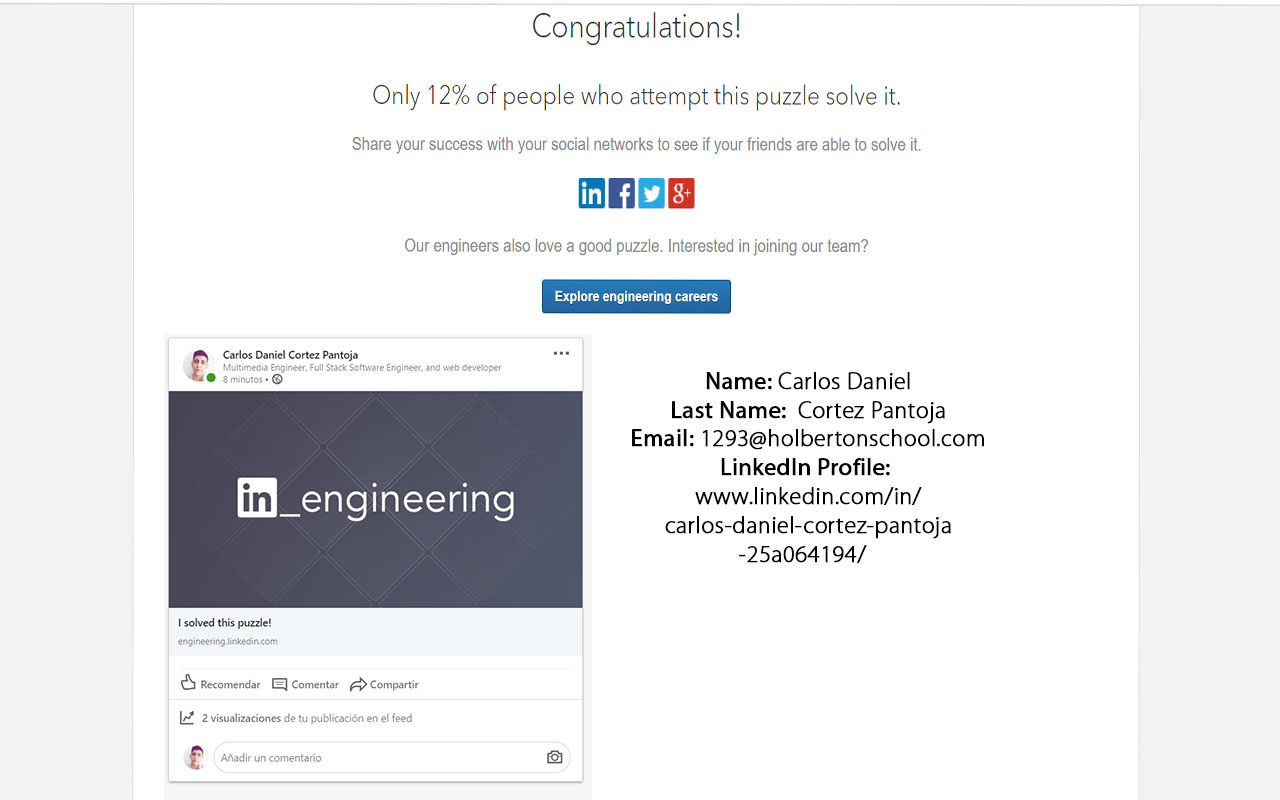 Congratulations!
Only 12% of people who attempt this puzzle solve it.
Share your success with your social networks to see if your friends are able to solve it.
in f g+
Our engineers also love a good puzzle. Interested in joining our team?
Explore engineering careers
Carlos Daniel Cortez Pantoja
Multimedia Engineer, Full Stack Software Engineer, and web developer
8 minutos •
in_engineering
I solved this puzzle!
engineering.linkedin.com
Recomendar Comentar Compartir
2 visualizaciones de tu publicación en el feed
Añadir un comentario
Name: Carlos Daniel
Last Name: Cortez Pantoja
Email: 1293@holbertonschool.com
LinkedIn Profile:
www.linkedin.com/in/
carlos-daniel-cortez-pantoja
-25a064194/